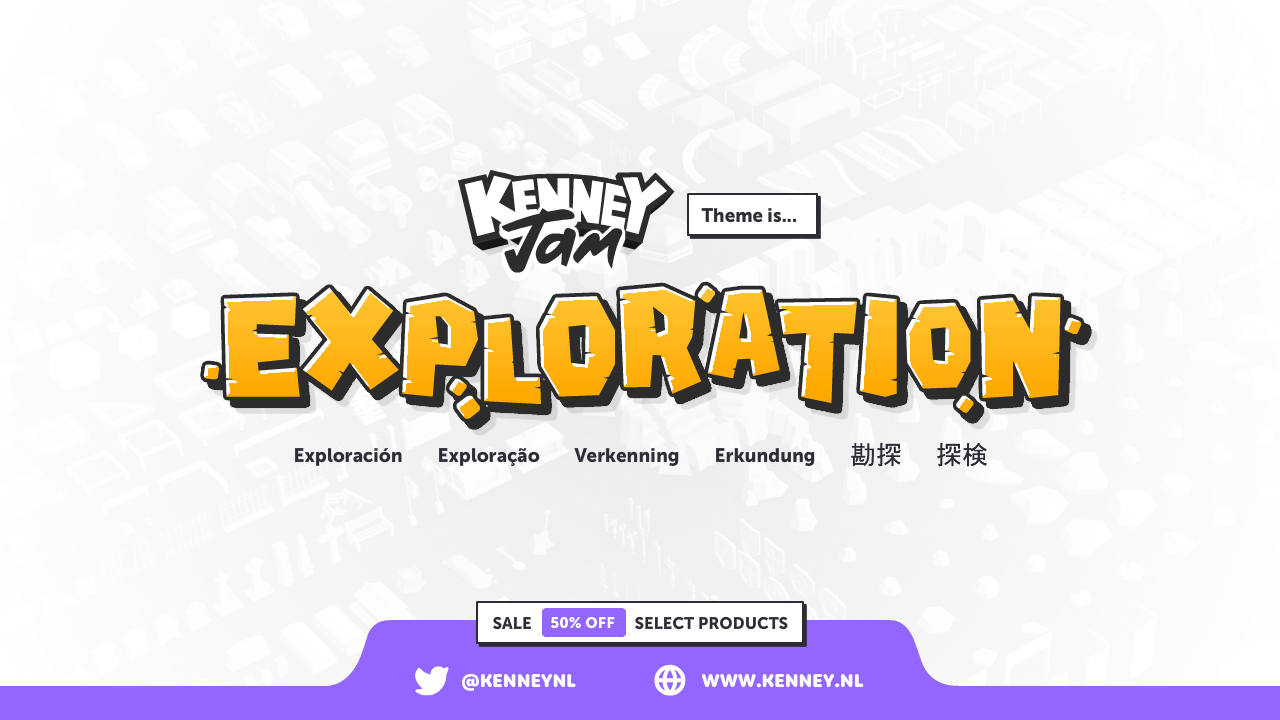 KENNEY
Jam
Theme is...
EXPLORATION
Exploración Exploração Verkenning Erkundung 勘探 探検
SALE 50% OFF SELECT PRODUCTS
@KENNEYNL WWW.KENNEY.NL